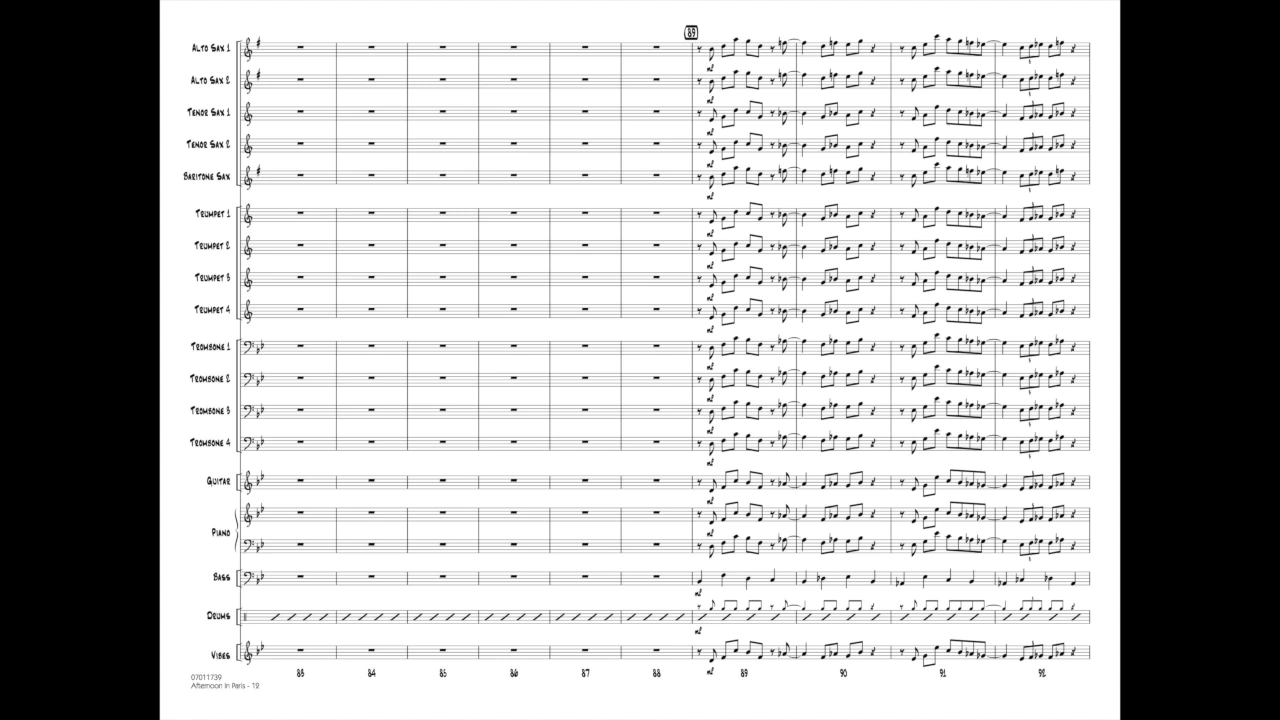 89
Alto Sax 1
Alto Sax 2
Tenor Sax 1
Tenor Sax 2
Baritone Sax
Trumpet 1
Trumpet 2
Trumpet 3
Trumpet 4
Trombone 1
Trombone 2
Trombone 3
Trombone 4
Guitar
Piano
Bass
Drums
Vibes
83 84 85 86 87 88 89 90 91 92
07011739
Afternoon In Paris - 12